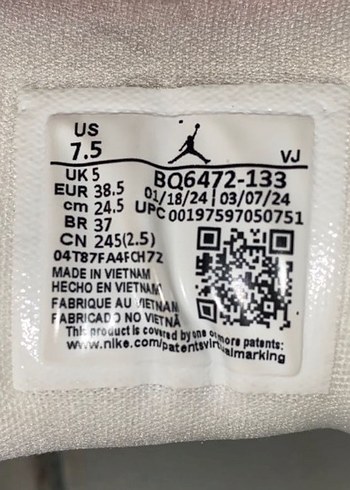 US
7.5
VJ
UK 5
EUR 38.5
cm 24.5
BR 37
CN 245(2.5)
BQ6472-133
01/18/24 | 03/07/24
UPC 00197597050751
04T87FA4FCH72
MADE IN VIETNAM
HECHO EN VIETNAM
FABRIQUE AU VIETNAM
FABRICADO NO VIETNÃ
This product is covered by one or more patents:
www.nike.com/patentsvirtualmarking